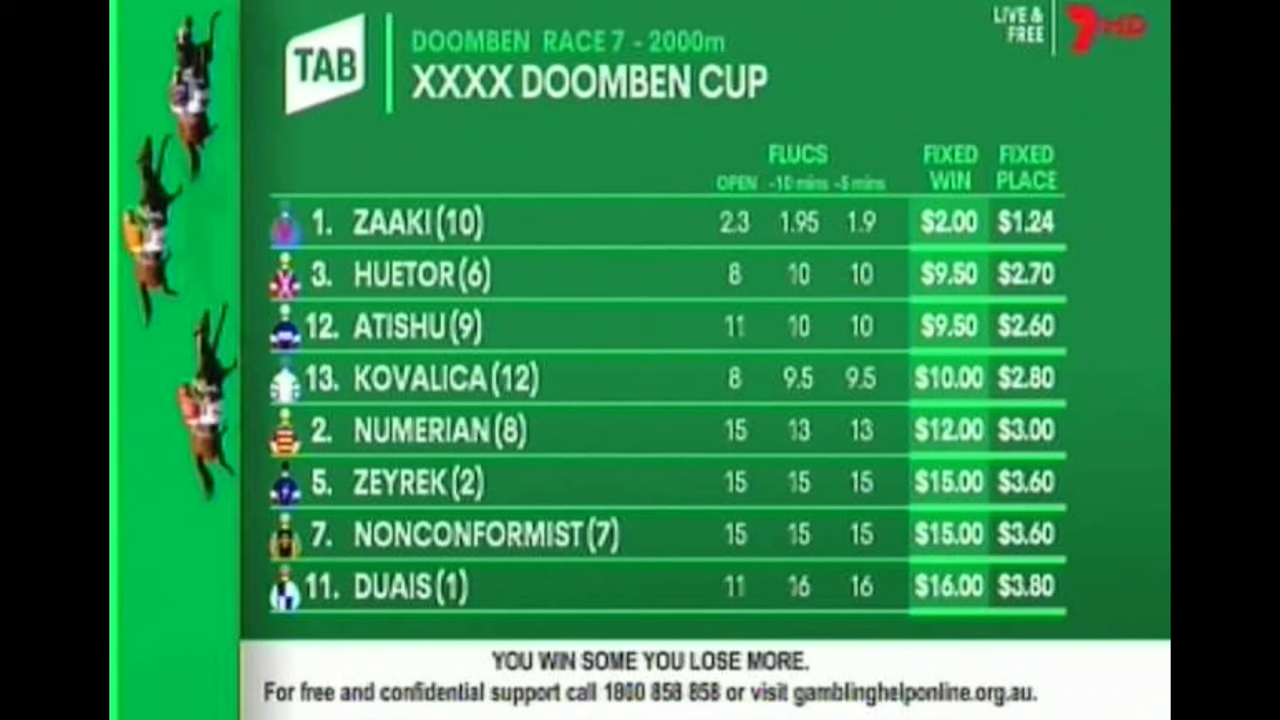 TAB
DOOMBEN RACE 7 - 2000m
XXXX DOOMBEN CUP
LIVE &
FREE
7HD
FLUCS
FIXED WIN
FIXED PLACE
OPEN -10 mins -5 mins
1. ZAAKI (10) 2.3 1.95 1.9 $2.00 $1.24
3. HUETOR (6) 8 10 10 $9.50 $2.70
12. ATISHU (9) 11 10 10 $9.50 $2.60
13. KOVALICA (12) 8 9.5 9.5 $10.00 $2.80
2. NUMERIAN (8) 15 13 13 $12.00 $3.00
5. ZEYREK (2) 15 15 15 $15.00 $3.60
7. NONCONFORMIST (7) 15 15 15 $15.00 $3.60
11. DUAIS (1) 11 16 16 $16.00 $3.80
YOU WIN SOME YOU LOSE MORE.
For free and confidential support call 1800 858 858 or visit gamblinghelponline.org.au.